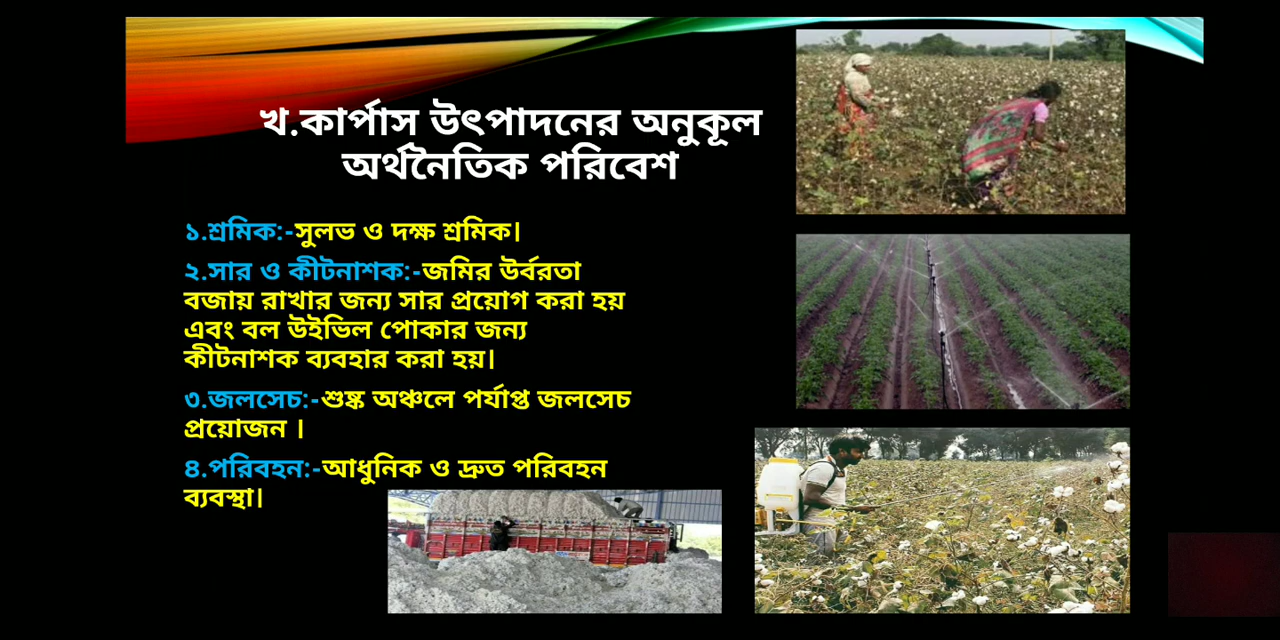 খ.কার্পাস উৎপাদনের অনুকূল
অর্থনৈতিক পরিবেশ
১.শ্রমিক:-সুলভ ও দক্ষ শ্রমিক।
২.সার ও কীটনাশক:-জমির উর্বরতা
বজায় রাখার জন্য সার প্রয়োগ করা হয়
এবং বল উইভিল পোকার জন্য
কীটনাশক ব্যবহার করা হয়।
৩.জলসেচ:-শুষ্ক অঞ্চলে পর্যাপ্ত জলসেচ
প্রয়োজন ।
৪.পরিবহন:-আধুনিক ও দ্রুত পরিবহন
ব্যবস্থা।